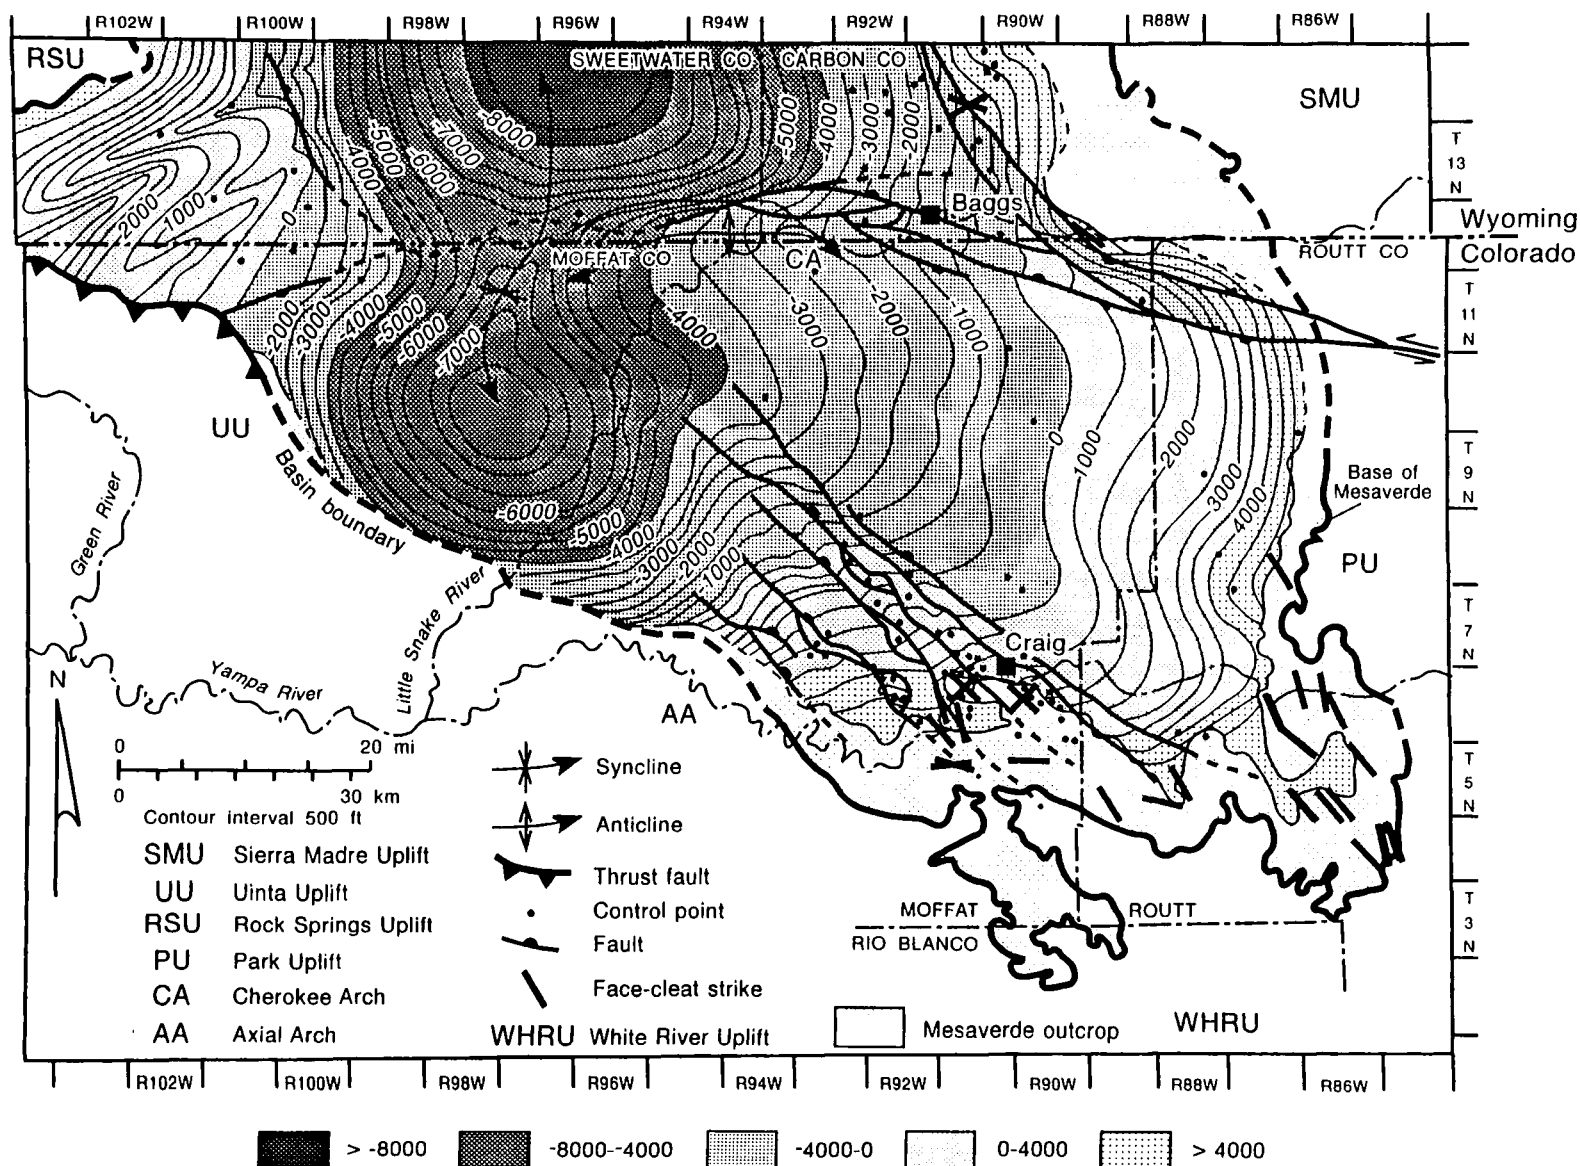 R102W R100W R98W R96W R94W R92W R90W R88W R86W
RSU
SWEETWATER CO
CARBON CO
SMU
-8000
-7000
-6000
-5000
-4000
-5000
-4000
-3000
-2000
T
13
N
2000
1000
0
Baggs
Wyoming
Colorado
MOFFAT CO
CA
ROUTT CO
-2000
-3000
-4000
-5000
-6000
-7000
-4000
-3000
-2000
-1000
0
1000
2000
3000
4000
T
11
N
UU
Basin boundary
Green River
T
9
N
Base of
Mesaverde
PU
-6000
-5000
4000
-3000
-2000
-1000
Little Snake River
T
7
N
Craig
N
Yampa River
AA
0 20 mi
0 30 km
Contour interval 500 ft
T
5
N
SMU Sierra Madre Uplift
UU Uinta Uplift
RSU Rock Springs Uplift
PU Park Uplift
CA Cherokee Arch
AA Axial Arch
Syncline
Anticline
Thrust fault
Control point
Fault
Face-cleat strike
WHRU White River Uplift
MOFFAT
ROUTT
RIO BLANCO
T
3
N
Mesaverde outcrop
WHRU
R102W R100W R98W R96W R94W R92W R90W R88W R86W
> -8000
-8000--4000
-4000-0
0-4000
> 4000